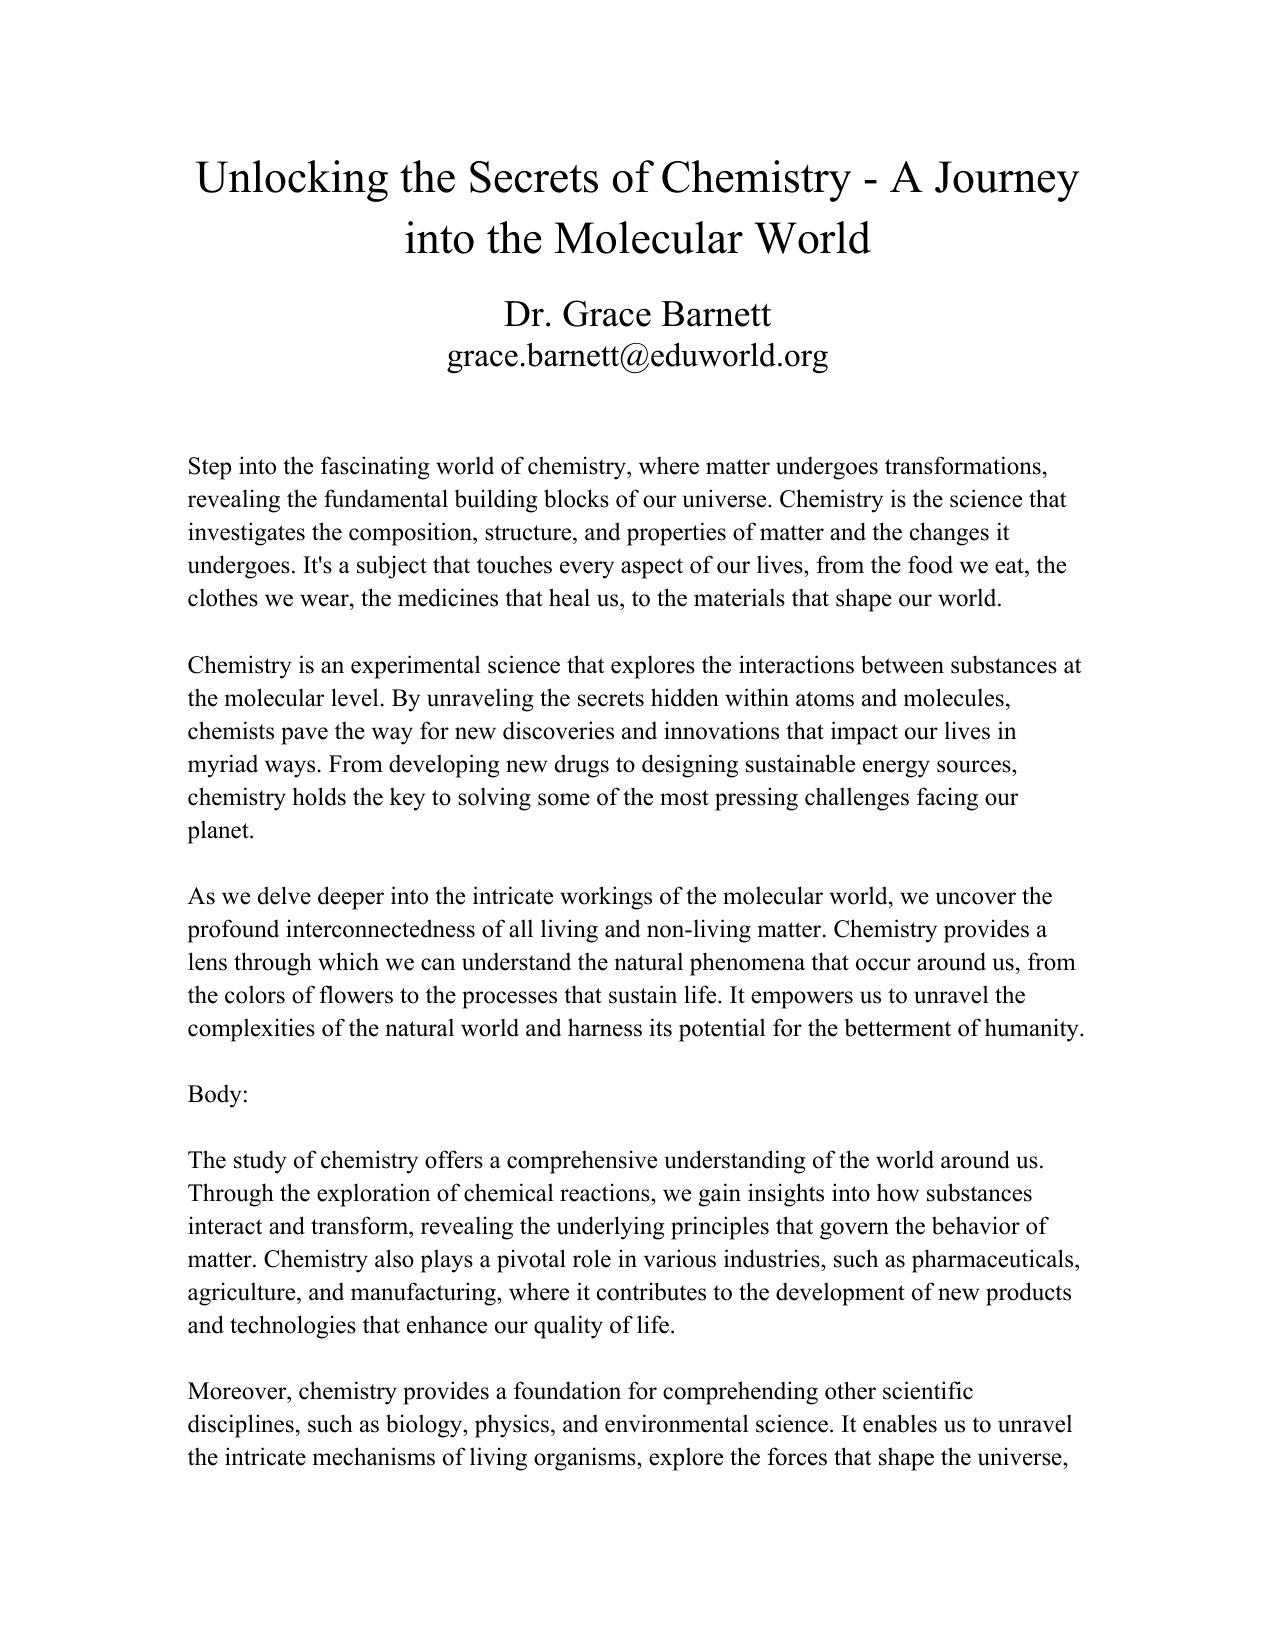 Unlocking the Secrets of Chemistry - A Journey
into the Molecular World
Dr. Grace Barnett
grace.barnett@eduworld.org
Step into the fascinating world of chemistry, where matter undergoes transformations,
revealing the fundamental building blocks of our universe. Chemistry is the science that
investigates the composition, structure, and properties of matter and the changes it
undergoes. It's a subject that touches every aspect of our lives, from the food we eat, the
clothes we wear, the medicines that heal us, to the materials that shape our world.
Chemistry is an experimental science that explores the interactions between substances at
the molecular level. By unraveling the secrets hidden within atoms and molecules,
chemists pave the way for new discoveries and innovations that impact our lives in
myriad ways. From developing new drugs to designing sustainable energy sources,
chemistry holds the key to solving some of the most pressing challenges facing our
planet.
As we delve deeper into the intricate workings of the molecular world, we uncover the
profound interconnectedness of all living and non-living matter. Chemistry provides a
lens through which we can understand the natural phenomena that occur around us, from
the colors of flowers to the processes that sustain life. It empowers us to unravel the
complexities of the natural world and harness its potential for the betterment of humanity.
Body:
The study of chemistry offers a comprehensive understanding of the world around us.
Through the exploration of chemical reactions, we gain insights into how substances
interact and transform, revealing the underlying principles that govern the behavior of
matter. Chemistry also plays a pivotal role in various industries, such as pharmaceuticals,
agriculture, and manufacturing, where it contributes to the development of new products
and technologies that enhance our quality of life.
Moreover, chemistry provides a foundation for comprehending other scientific
disciplines, such as biology, physics, and environmental science. It enables us to unravel
the intricate mechanisms of living organisms, explore the forces that shape the universe,